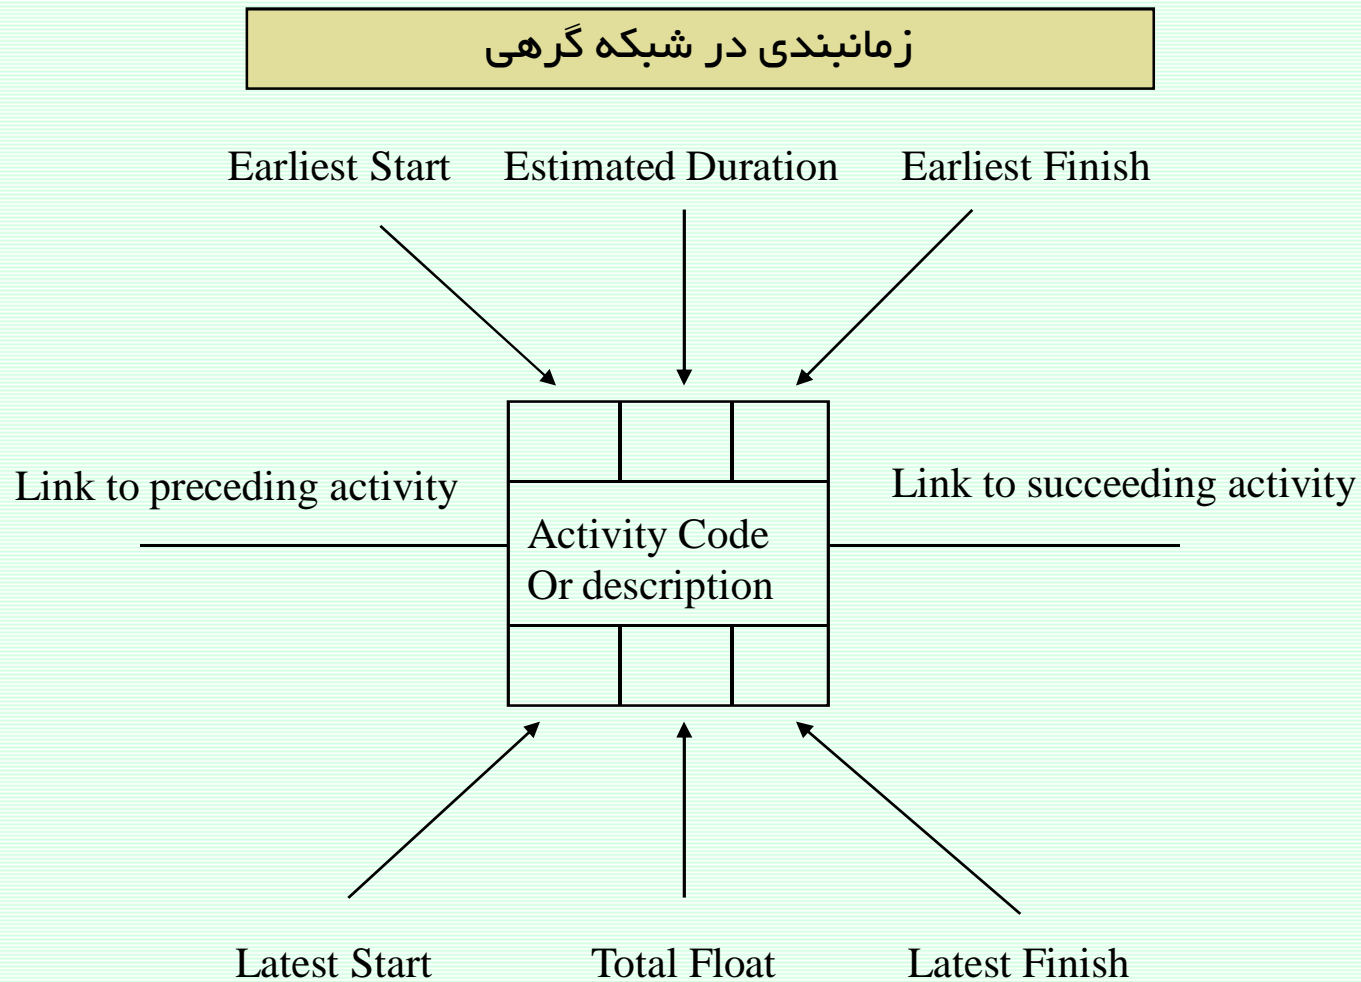 زمانبندی در شبکه گرهی
Earliest Start Estimated Duration Earliest Finish
Link to preceding activity
Link to succeeding activity
Activity Code
Or description
Latest Start Total Float Latest Finish